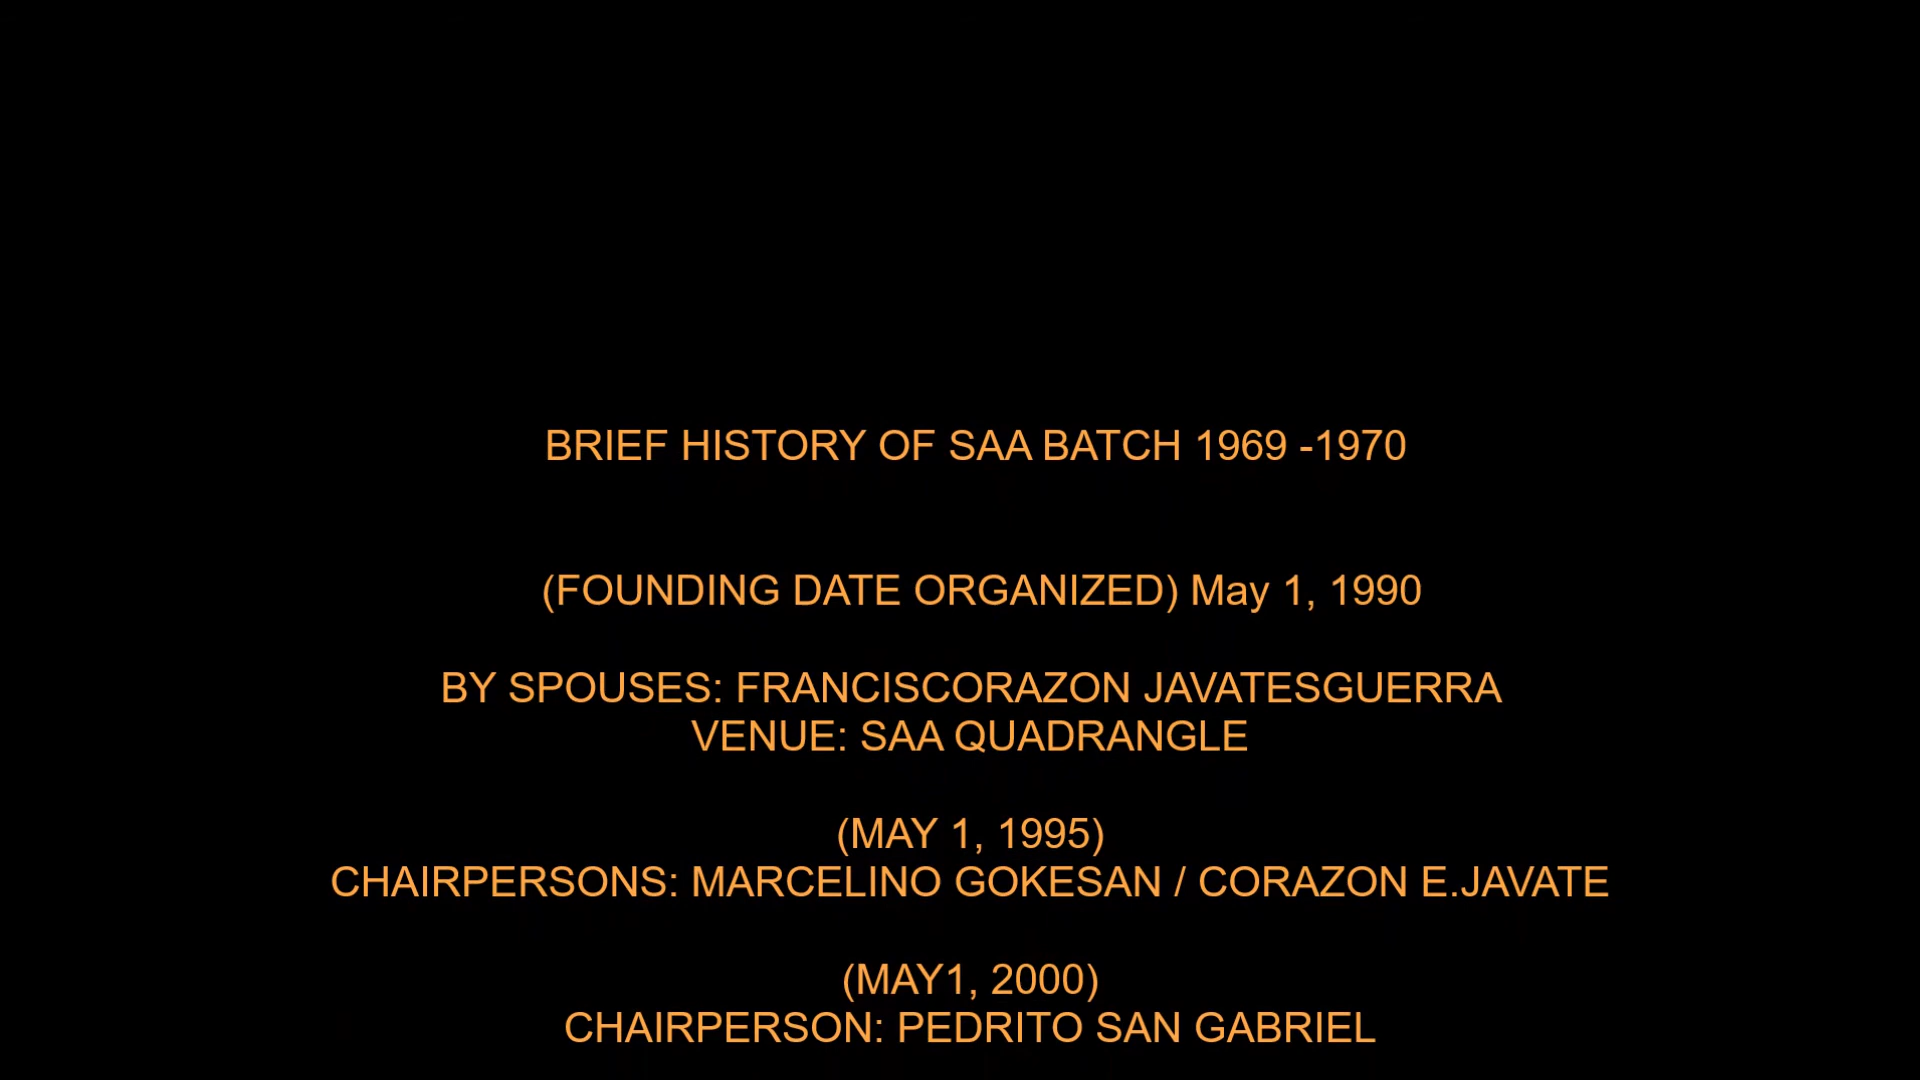 BRIEF HISTORY OF SAA BATCH 1969 -1970
(FOUNDING DATE ORGANIZED) May 1, 1990
BY SPOUSES: FRANCISCORAZON JAVATESGUERRA
VENUE: SAA QUADRANGLE
(MAY 1, 1995)
CHAIRPERSONS: MARCELINO GOKESAN / CORAZON E.JAVATE
(MAY1, 2000)
CHAIRPERSON: PEDRITO SAN GABRIEL